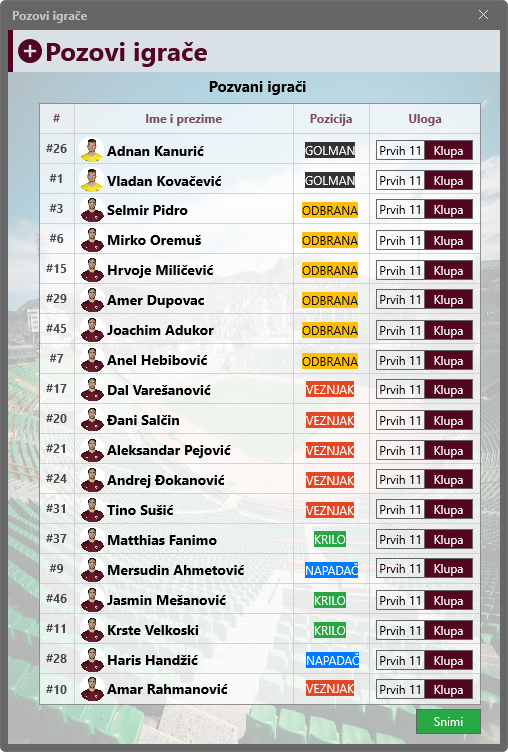 Pozovi igrače
Pozovi igrače
Pozvani igrači
# Ime i prezime Pozicija Uloga
#26 Adnan Kanurić GOLMAN Prvih 11 Klupa
#1 Vladan Kovačević GOLMAN Prvih 11 Klupa
#3 Selmir Pidro ODBRANA Prvih 11 Klupa
#6 Mirko Oremuš ODBRANA Prvih 11 Klupa
#15 Hrvoje Miličević ODBRANA Prvih 11 Klupa
#29 Amer Dupovac ODBRANA Prvih 11 Klupa
#45 Joachim Adukor ODBRANA Prvih 11 Klupa
#7 Anel Hebibović ODBRANA Prvih 11 Klupa
#17 Dal Varešanović VEZNJAK Prvih 11 Klupa
#20 Đani Salčin VEZNJAK Prvih 11 Klupa
#21 Aleksandar Pejović VEZNJAK Prvih 11 Klupa
#24 Andrej Đokanović VEZNJAK Prvih 11 Klupa
#31 Tino Sušić VEZNJAK Prvih 11 Klupa
#37 Matthias Fanimo KRILO Prvih 11 Klupa
#9 Mersudin Ahmetović NAPADAČ Prvih 11 Klupa
#46 Jasmin Mešanović KRILO Prvih 11 Klupa
#11 Krste Velkoski KRILO Prvih 11 Klupa
#28 Haris Handžić NAPADAČ Prvih 11 Klupa
#10 Amar Rahmanović VEZNJAK Prvih 11 Klupa
Snimi